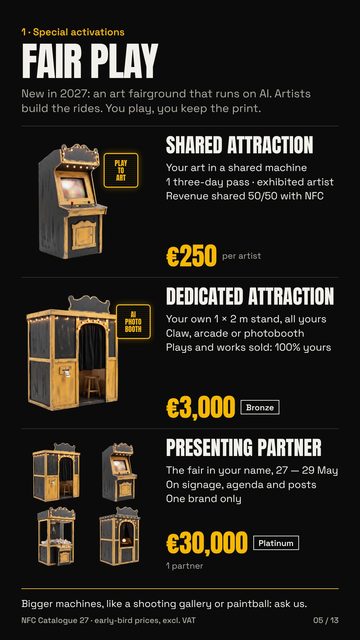 1 · Special activations
FAIR PLAY
New in 2027: an art fairground that runs on AI. Artists
build the rides. You play, you keep the print.
SHARED ATTRACTION
Your art in a shared machine
1 three-day pass · exhibited artist
Revenue shared 50/50 with NFC
PLAY
TO
ART
€250 per artist
DEDICATED ATTRACTION
Your own 1 × 2 m stand, all yours
Claw, arcade or photobooth
Plays and works sold: 100% yours
AI
PHOTO
BOOTH
€3,000 Bronze
PRESENTING PARTNER
The fair in your name, 27 — 29 May
On signage, agenda and posts
One brand only
€30,000 Platinum
1 partner
Bigger machines, like a shooting gallery or paintball: ask us.
NFC Catalogue 27 · early-bird prices, excl. VAT 05 / 13